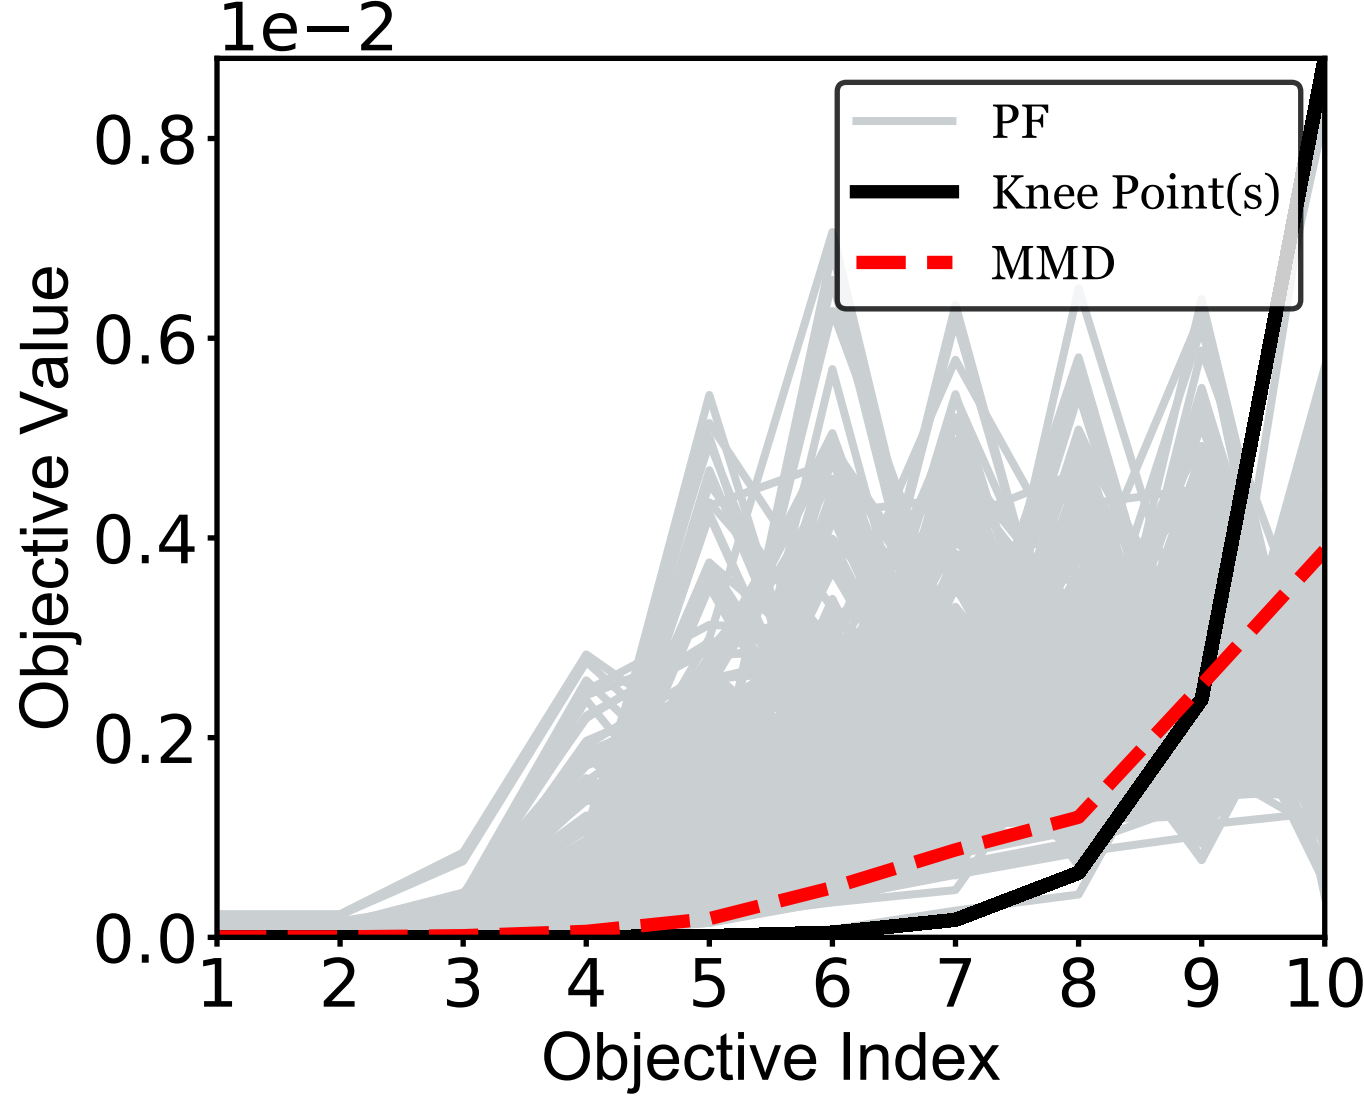 1e−2
0.8
0.6
0.4
0.2
0.0
Objective Value
PF
Knee Point(s)
MMD
1 2 3 4 5 6 7 8 9 10
Objective Index